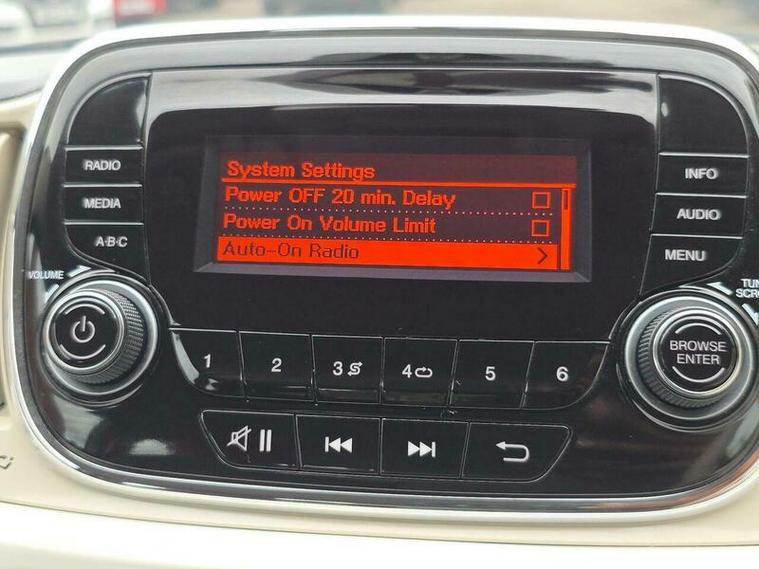 System Settings
Power OFF 20 min. Delay
Power On Volume Limit
Auto-On Radio
RADIO
MEDIA
A·B·C
VOLUME
INFO
AUDIO
MENU
BROWSE
ENTER
1 2 3 4 5 6